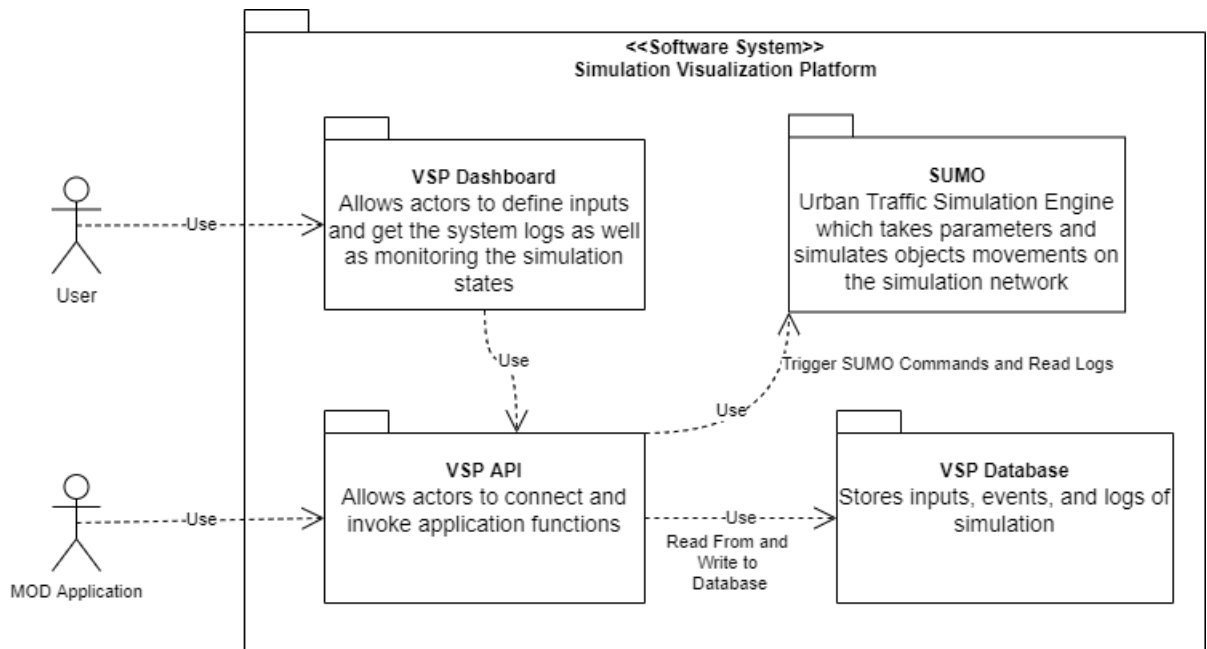 <<Software System>>
Simulation Visualization Platform
VSP Dashboard
Allows actors to define inputs
and get the system logs as well
as monitoring the simulation
states
SUMO
Urban Traffic Simulation Engine
which takes parameters and
simulates objects movements on
the simulation network
Use
User
Use
Trigger SUMO Commands and Read Logs
Use
VSP API
Allows actors to connect and
invoke application functions
VSP Database
Stores inputs, events, and logs of
simulation
Use
MOD Application
Use
Read From and
Write to
Database